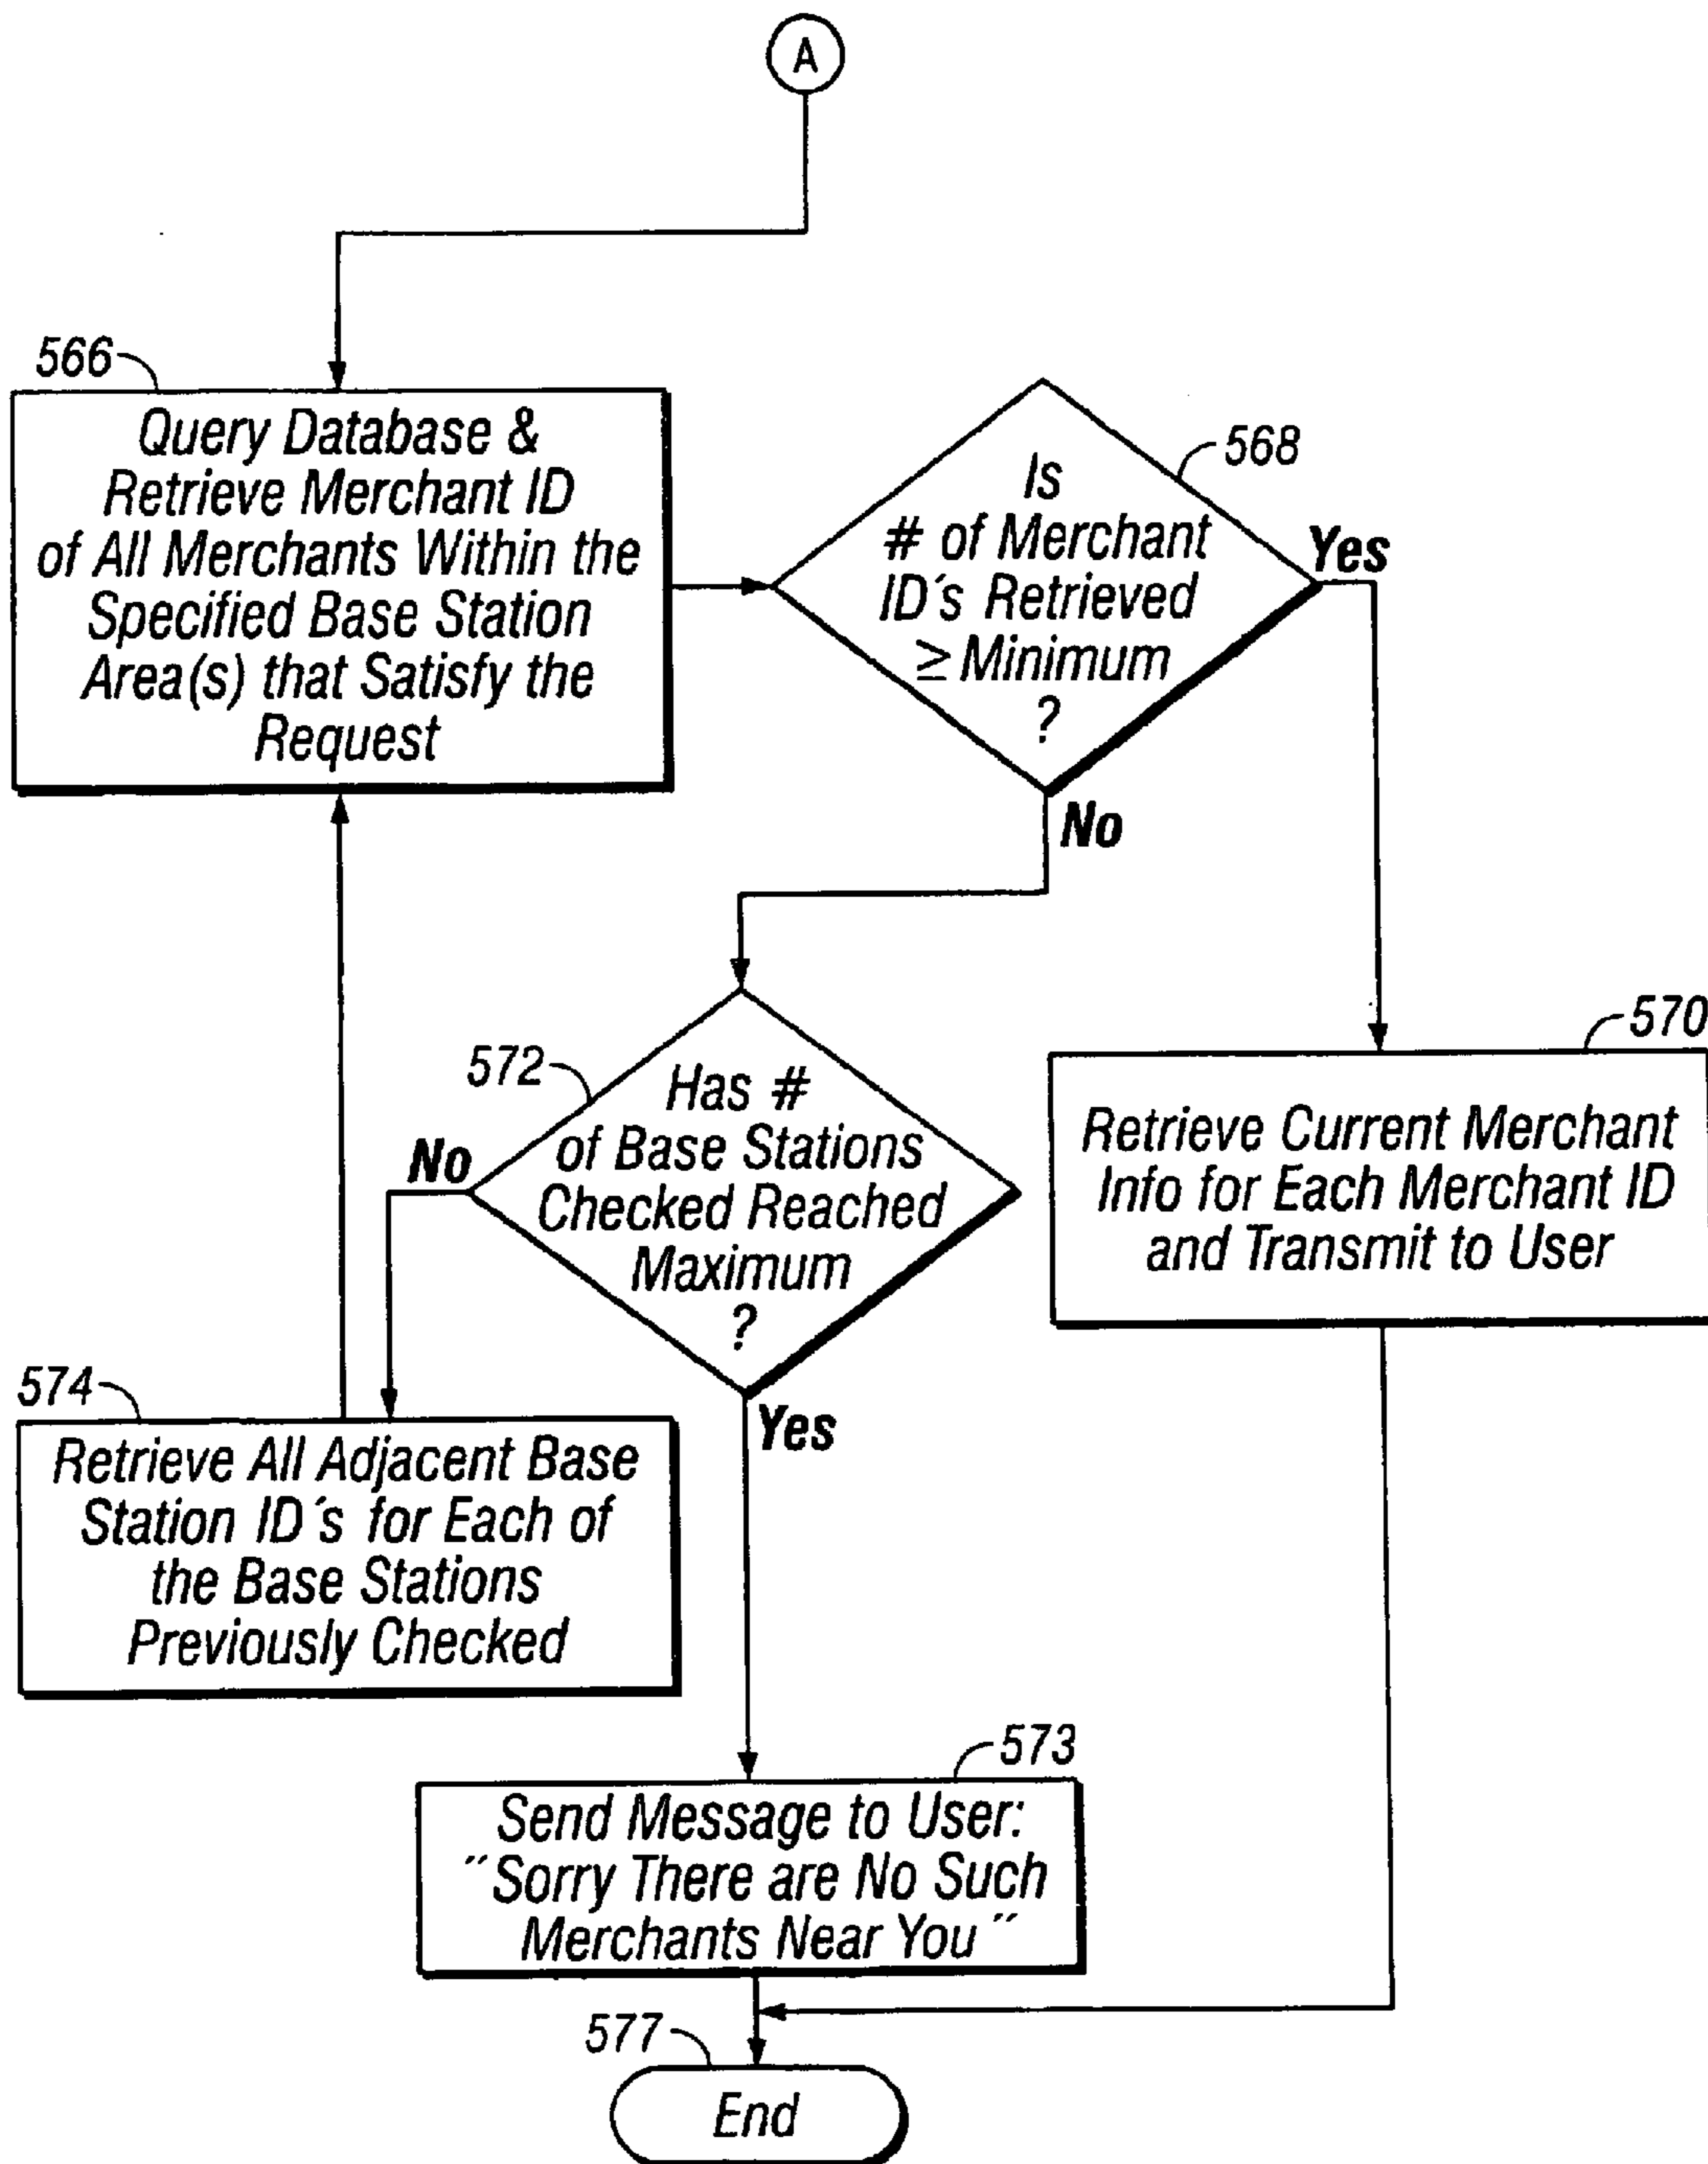 A
566
Query Database &
Retrieve Merchant ID
of All Merchants Within the
Specified Base Station
Area(s) that Satisfy the
Request
568
Is
# of Merchant
ID´s Retrieved
≥ Minimum
?
Yes
No
570
Retrieve Current Merchant
Info for Each Merchant ID
and Transmit to User
572
Has #
of Base Stations
Checked Reached
Maximum
?
No
Yes
574
Retrieve All Adjacent Base
Station ID´s for Each of
the Base Stations
Previously Checked
573
Send Message to User:
˝Sorry There are No Such
Merchants Near You˝
577
End